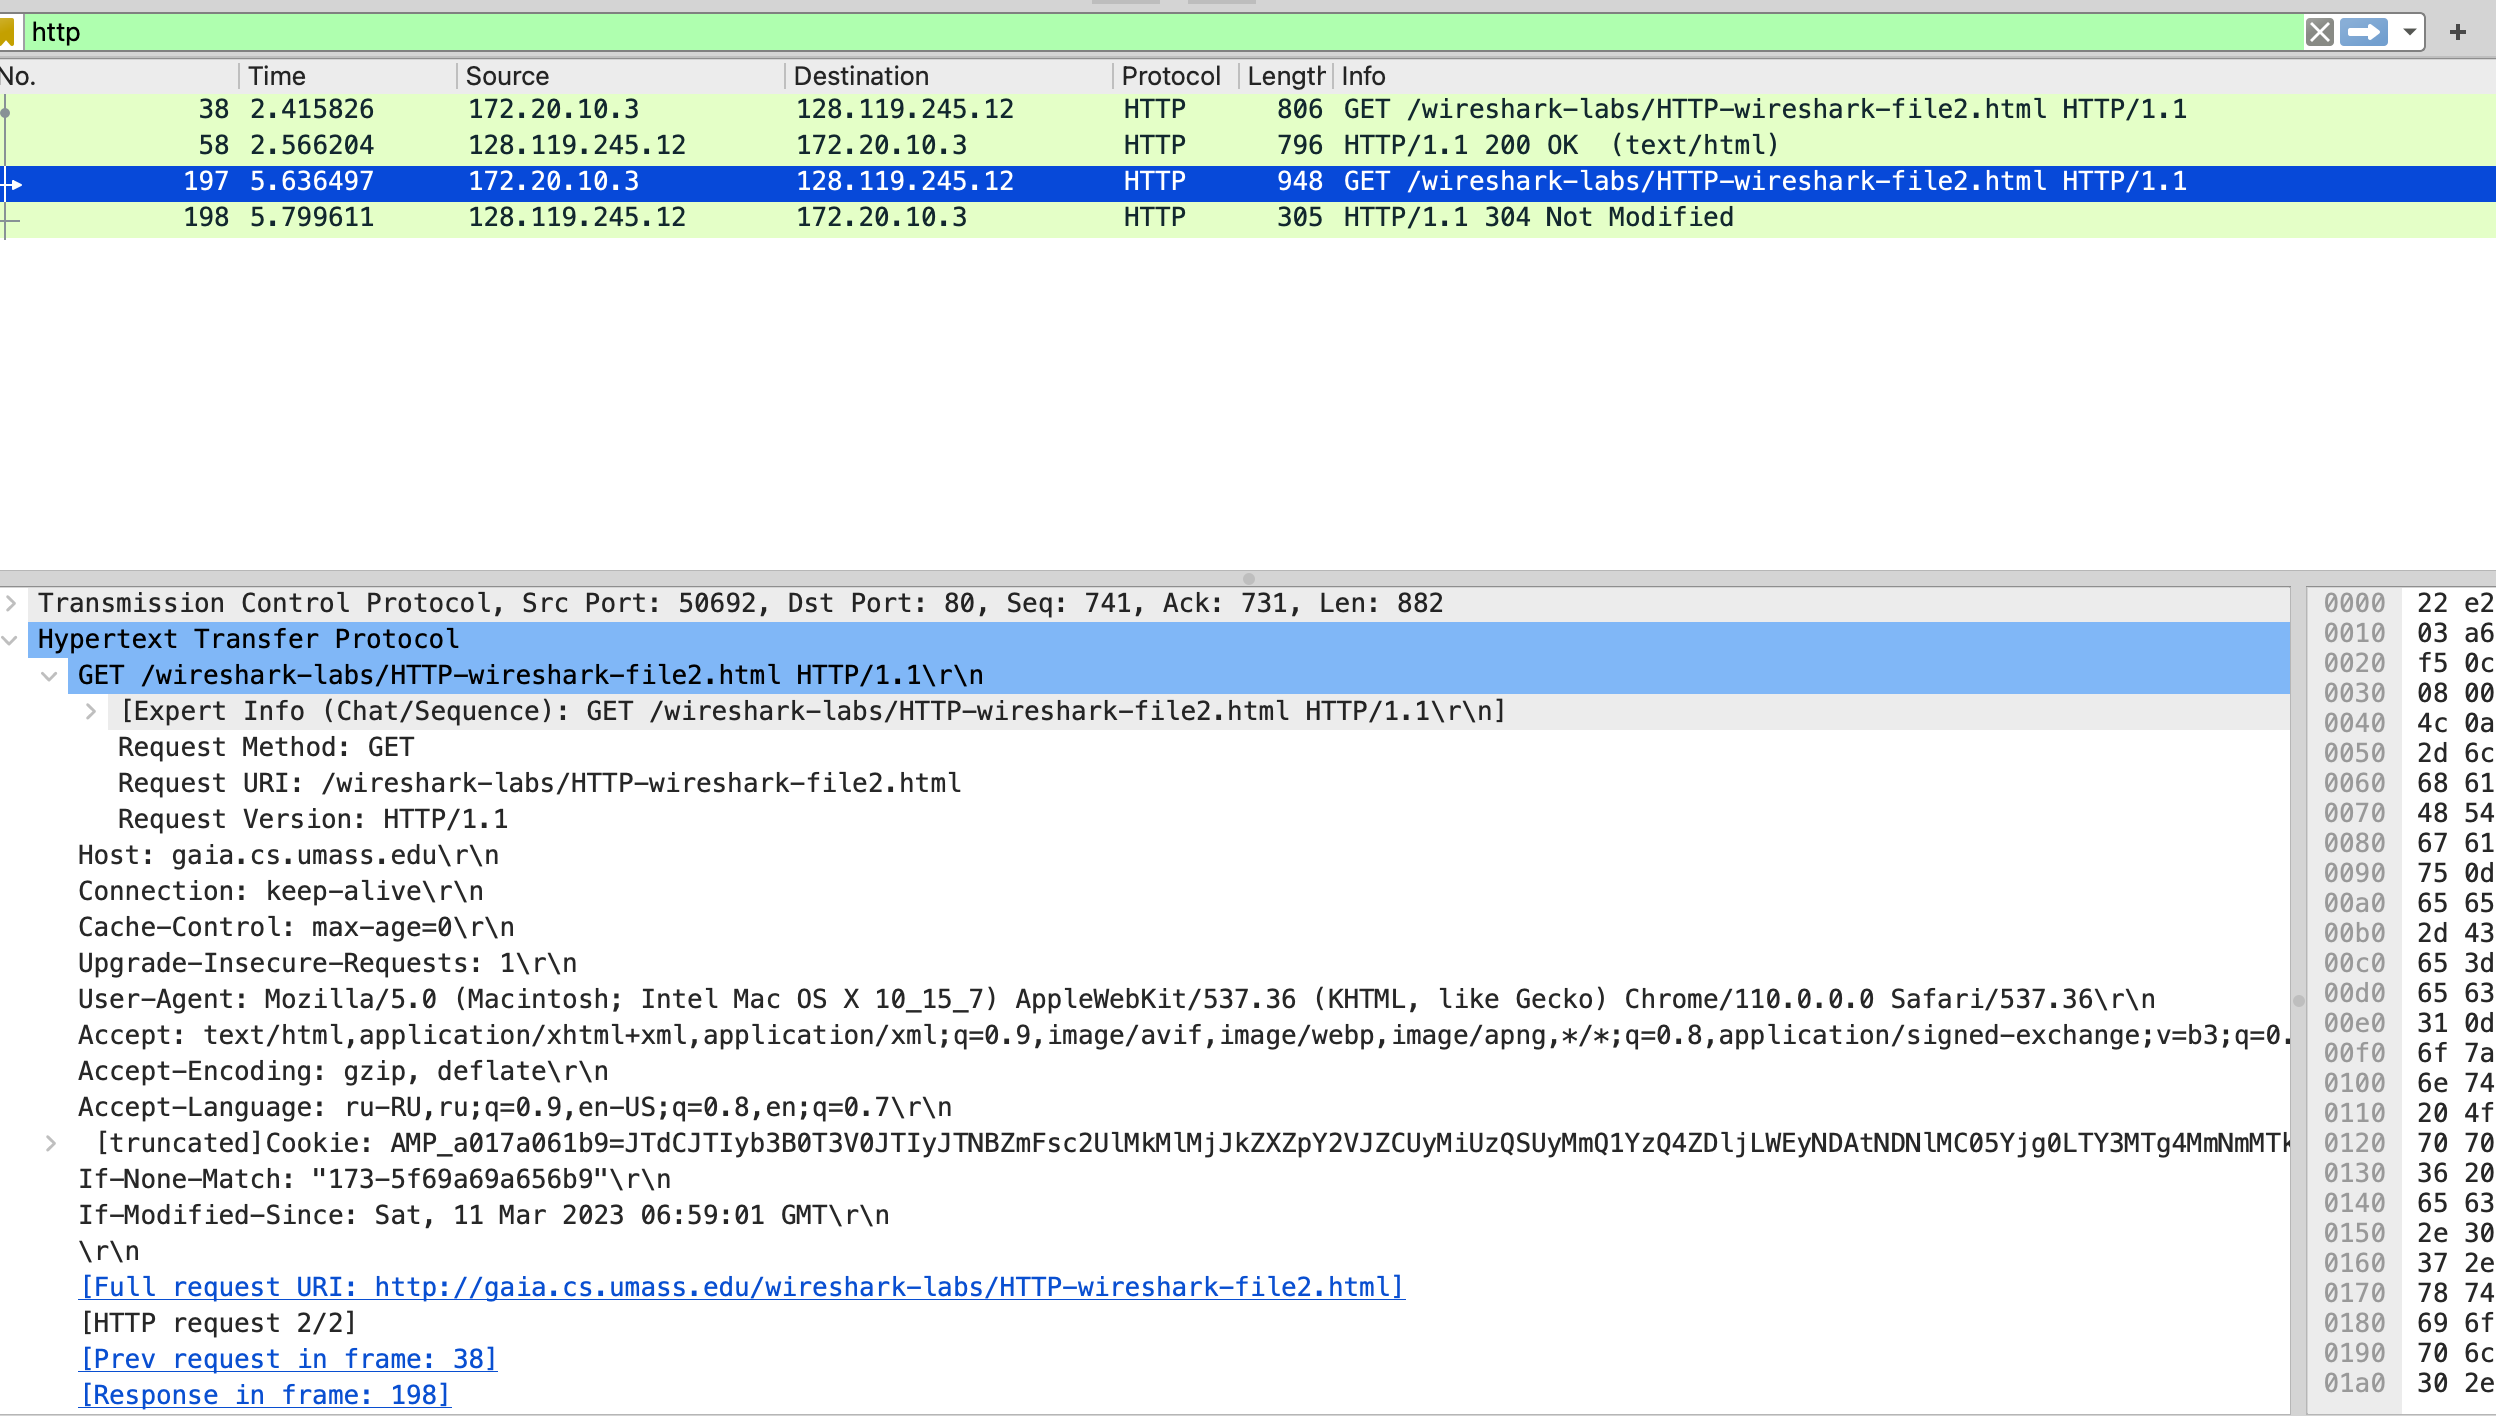 http
No. Time Source Destination Protocol Length Info
38 2.415826 172.20.10.3 128.119.245.12 HTTP 806 GET /wireshark-labs/HTTP-wireshark-file2.html HTTP/1.1
58 2.566204 128.119.245.12 172.20.10.3 HTTP 796 HTTP/1.1 200 OK  (text/html)
197 5.636497 172.20.10.3 128.119.245.12 HTTP 948 GET /wireshark-labs/HTTP-wireshark-file2.html HTTP/1.1
198 5.799611 128.119.245.12 172.20.10.3 HTTP 305 HTTP/1.1 304 Not Modified
Transmission Control Protocol, Src Port: 50692, Dst Port: 80, Seq: 741, Ack: 731, Len: 882
Hypertext Transfer Protocol
GET /wireshark-labs/HTTP-wireshark-file2.html HTTP/1.1\r\n
[Expert Info (Chat/Sequence): GET /wireshark-labs/HTTP-wireshark-file2.html HTTP/1.1\r\n]
Request Method: GET
Request URI: /wireshark-labs/HTTP-wireshark-file2.html
Request Version: HTTP/1.1
Host: gaia.cs.umass.edu\r\n
Connection: keep-alive\r\n
Cache-Control: max-age=0\r\n
Upgrade-Insecure-Requests: 1\r\n
User-Agent: Mozilla/5.0 (Macintosh; Intel Mac OS X 10_15_7) AppleWebKit/537.36 (KHTML, like Gecko) Chrome/110.0.0.0 Safari/537.36\r\n
Accept: text/html,application/xhtml+xml,application/xml;q=0.9,image/avif,image/webp,image/apng,*/*;q=0.8,application/signed-exchange;v=b3;q=0.
Accept-Encoding: gzip, deflate\r\n
Accept-Language: ru-RU,ru;q=0.9,en-US;q=0.8,en;q=0.7\r\n
[truncated]Cookie: AMP_a017a061b9=JTdCJTIyb3B0T3V0JTIyJTNBZmFsc2UlMkMlMjJkZXZpY2VJZCUyMiUzQSUyMmQ1YzQ4ZDljLWEyNDAtNDNlMC05Yjg0LTY3MTg4MmNmMTk
If-None-Match: "173-5f69a69a656b9"\r\n
If-Modified-Since: Sat, 11 Mar 2023 06:59:01 GMT\r\n
\r\n
[Full request URI: http://gaia.cs.umass.edu/wireshark-labs/HTTP-wireshark-file2.html]
[HTTP request 2/2]
[Prev request in frame: 38]
[Response in frame: 198]
0000 22 e2
0010 03 a6
0020 f5 0c
0030 08 00
0040 4c 0a
0050 2d 6c
0060 68 61
0070 48 54
0080 67 61
0090 75 0d
00a0 65 65
00b0 2d 43
00c0 65 3d
00d0 65 63
00e0 31 0d
00f0 6f 7a
0100 6e 74
0110 20 4f
0120 70 70
0130 36 20
0140 65 63
0150 2e 30
0160 37 2e
0170 78 74
0180 69 6f
0190 70 6c
01a0 30 2e